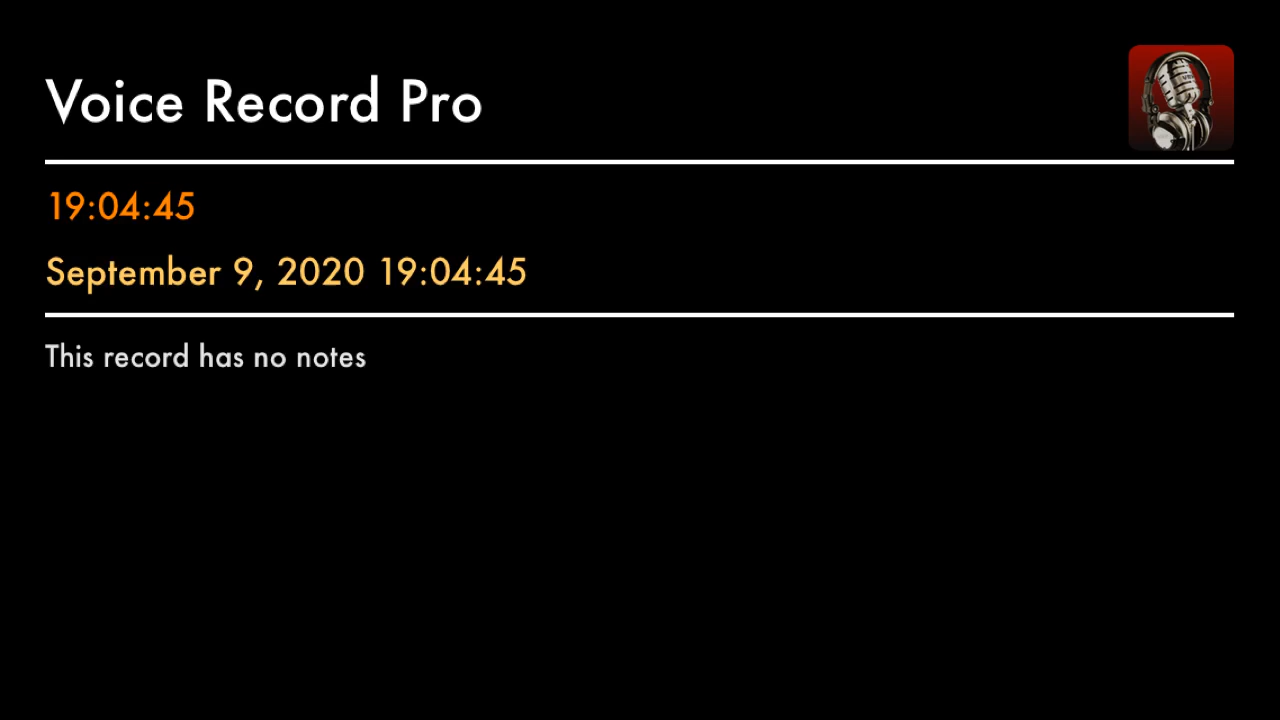 Voice Record Pro
19:04:45
September 9, 2020 19:04:45
This record has no notes